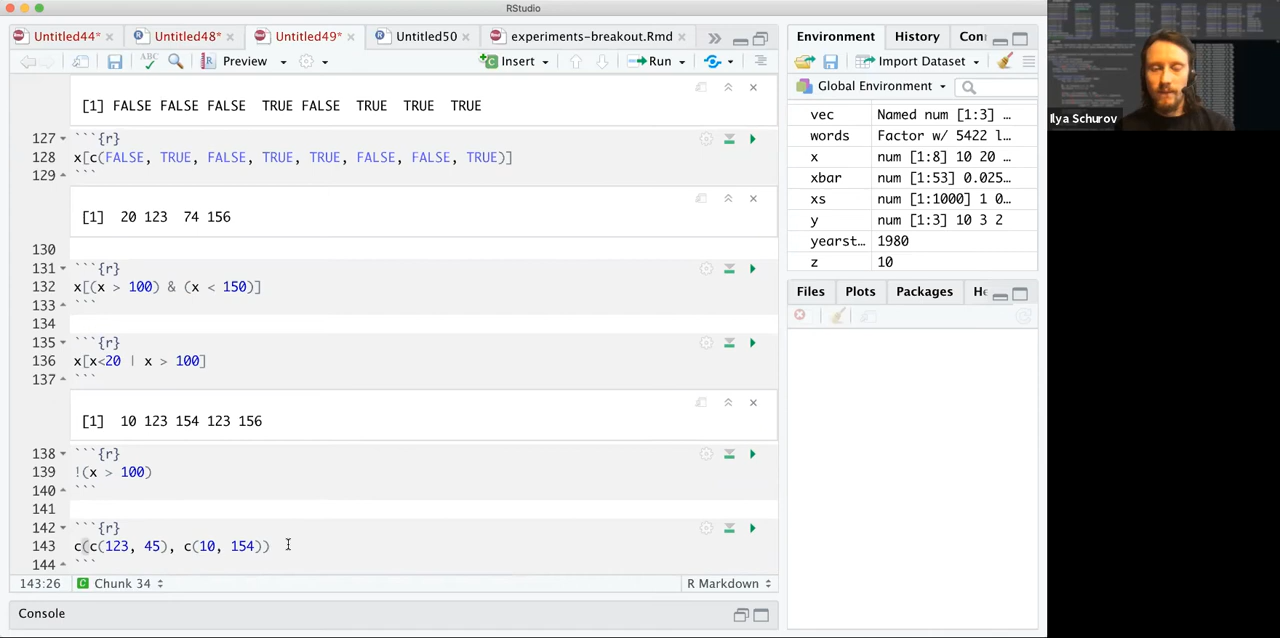 RStudio
Untitled44* Untitled48* Untitled49* Untitled50 experiments-breakout.Rmd
ABC Preview Insert Run
[1] FALSE FALSE FALSE TRUE FALSE TRUE TRUE TRUE
127 ```{r}
128 x[c(FALSE, TRUE, FALSE, TRUE, TRUE, FALSE, FALSE, TRUE)]
129 ```
[1] 20 123 74 156
130
131 ```{r}
132 x[(x > 100) & (x < 150)]
133 ```
134
135 ```{r}
136 x[x<20 | x > 100]
137 ```
[1] 10 123 154 123 156
138 ```{r}
139 !(x > 100)
140 ```
141
142 ```{r}
143 c(c(123, 45), c(10, 154))
144 ```
143:26 Chunk 34 R Markdown
Console
Environment History Con
Import Dataset
Global Environment
vec Named num [1:3] …
words Factor w/ 5422 l…
x num [1:8] 10 20 …
xbar num [1:53] 0.025…
xs num [1:1000] 1 0…
y num [1:3] 10 3 2
yearst… 1980
z 10
Files Plots Packages He
Ilya Schurov